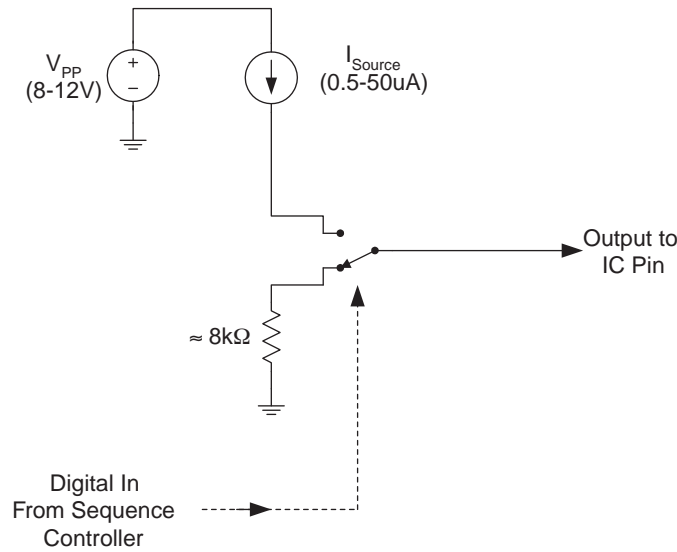 V_PP
(8-12V)
+
−
I_Source
(0.5-50uA)
Output to
IC Pin
≈ 8kΩ
Digital In
From Sequence
Controller